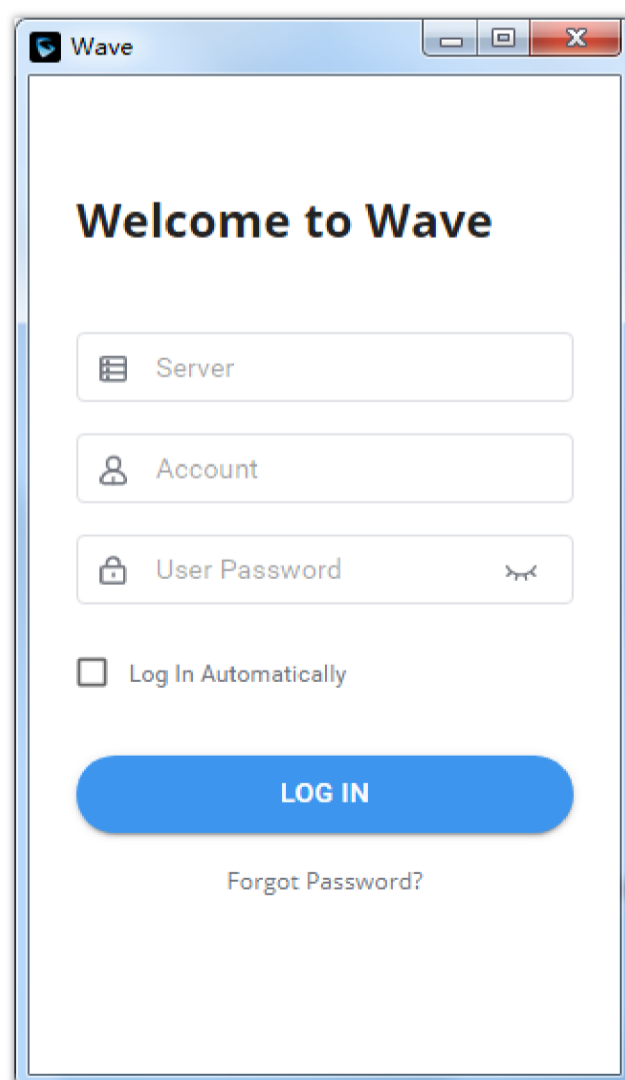 Wave
Welcome to Wave
Server
Account
User Password
Log In Automatically
LOG IN
Forgot Password?